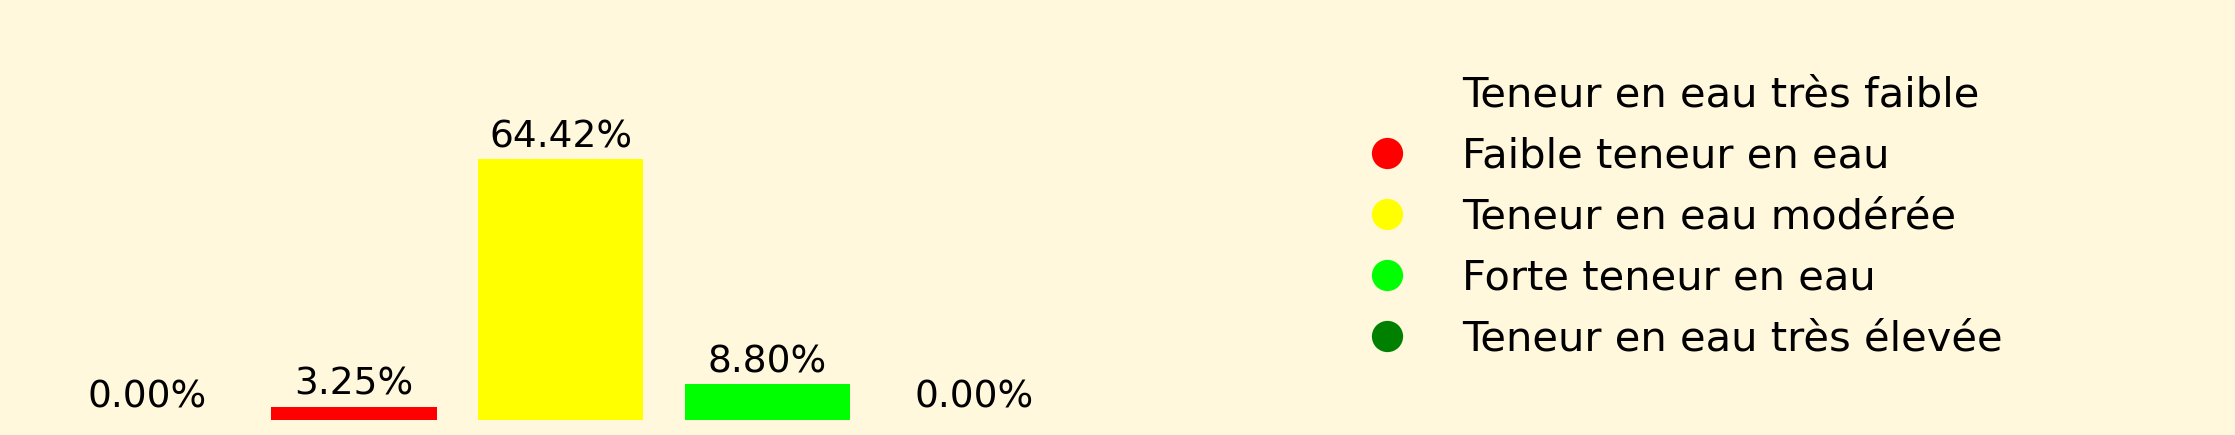 64.42%
8.80%
3.25%
0.00%
0.00%
Teneur en eau très faible
Faible teneur en eau
Teneur en eau modérée
Forte teneur en eau
Teneur en eau très élevée